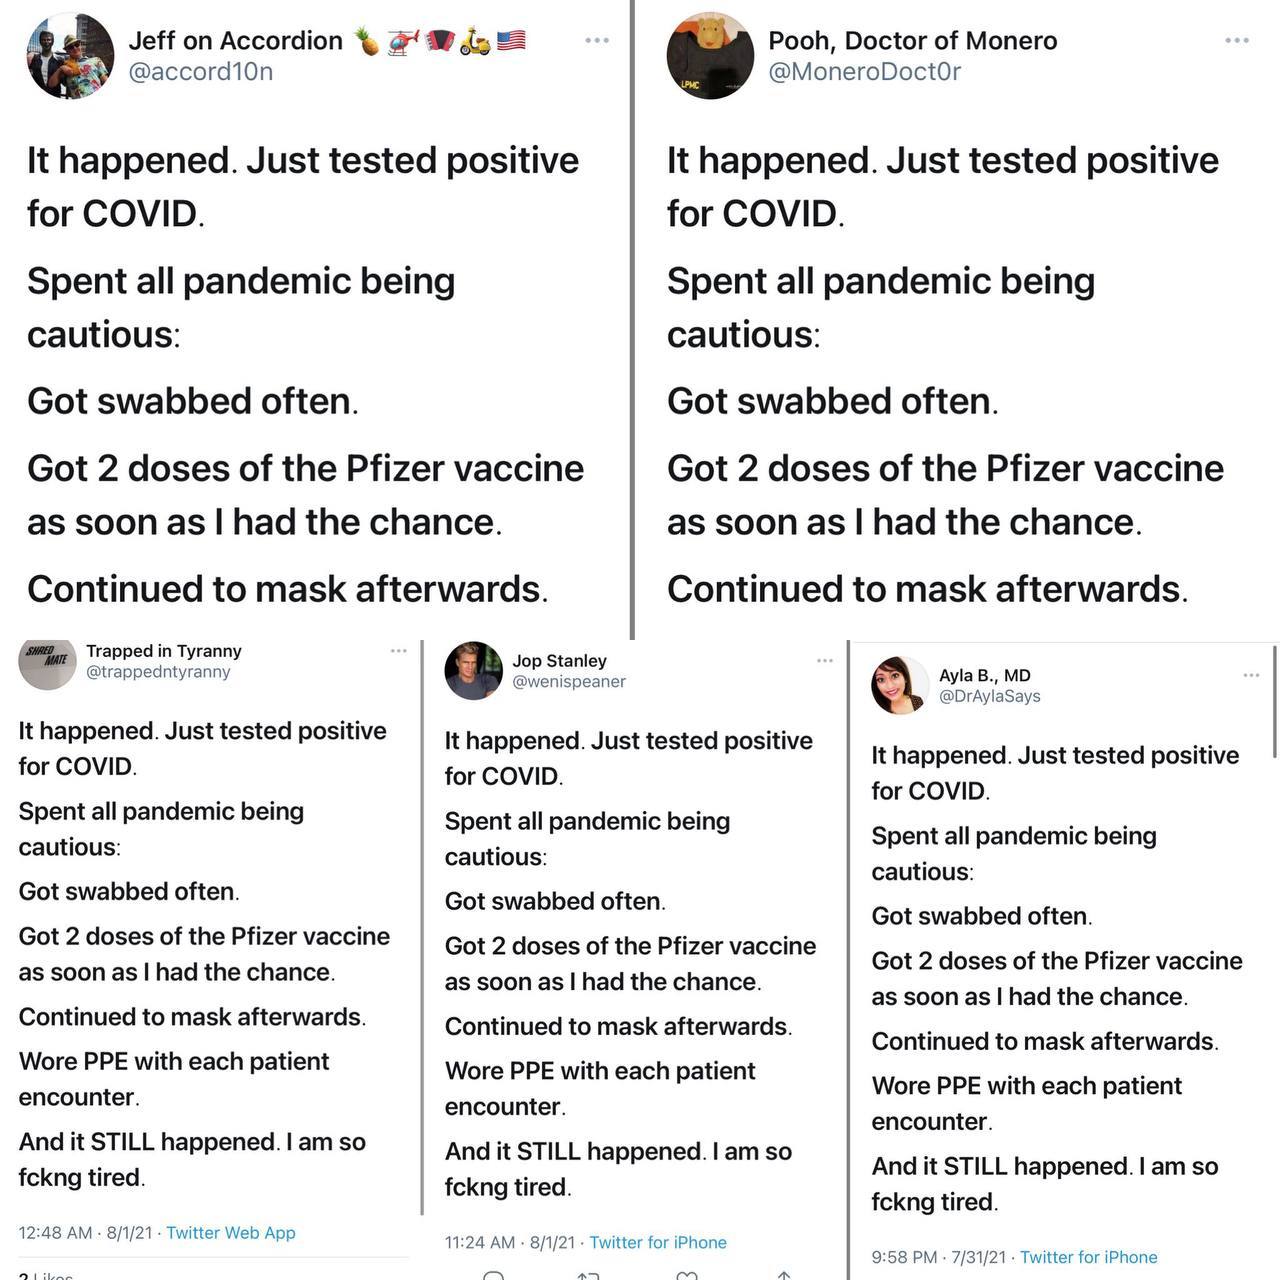 Jeff on Accordion 🍍🚁🪗🛵🇺🇸
@accord10n
It happened. Just tested positive
for COVID.
Spent all pandemic being
cautious:
Got swabbed often.
Got 2 doses of the Pfizer vaccine
as soon as I had the chance.
Continued to mask afterwards.
LPMC
Pooh, Doctor of Monero
@MoneroDoct0r
It happened. Just tested positive
for COVID.
Spent all pandemic being
cautious:
Got swabbed often.
Got 2 doses of the Pfizer vaccine
as soon as I had the chance.
Continued to mask afterwards.
SHRED
MATE
Trapped in Tyranny
@trappedntyranny
It happened. Just tested positive
for COVID.
Spent all pandemic being
cautious:
Got swabbed often.
Got 2 doses of the Pfizer vaccine
as soon as I had the chance.
Continued to mask afterwards.
Wore PPE with each patient
encounter.
And it STILL happened. I am so
fckng tired.
12:48 AM · 8/1/21 · Twitter Web App
2 Likes
Jop Stanley
@wenispeaner
It happened. Just tested positive
for COVID.
Spent all pandemic being
cautious:
Got swabbed often.
Got 2 doses of the Pfizer vaccine
as soon as I had the chance.
Continued to mask afterwards.
Wore PPE with each patient
encounter.
And it STILL happened. I am so
fckng tired.
11:24 AM · 8/1/21 · Twitter for iPhone
Ayla B., MD
@DrAylaSays
It happened. Just tested positive
for COVID.
Spent all pandemic being
cautious:
Got swabbed often.
Got 2 doses of the Pfizer vaccine
as soon as I had the chance.
Continued to mask afterwards.
Wore PPE with each patient
encounter.
And it STILL happened. I am so
fckng tired.
9:58 PM · 7/31/21 · Twitter for iPhone